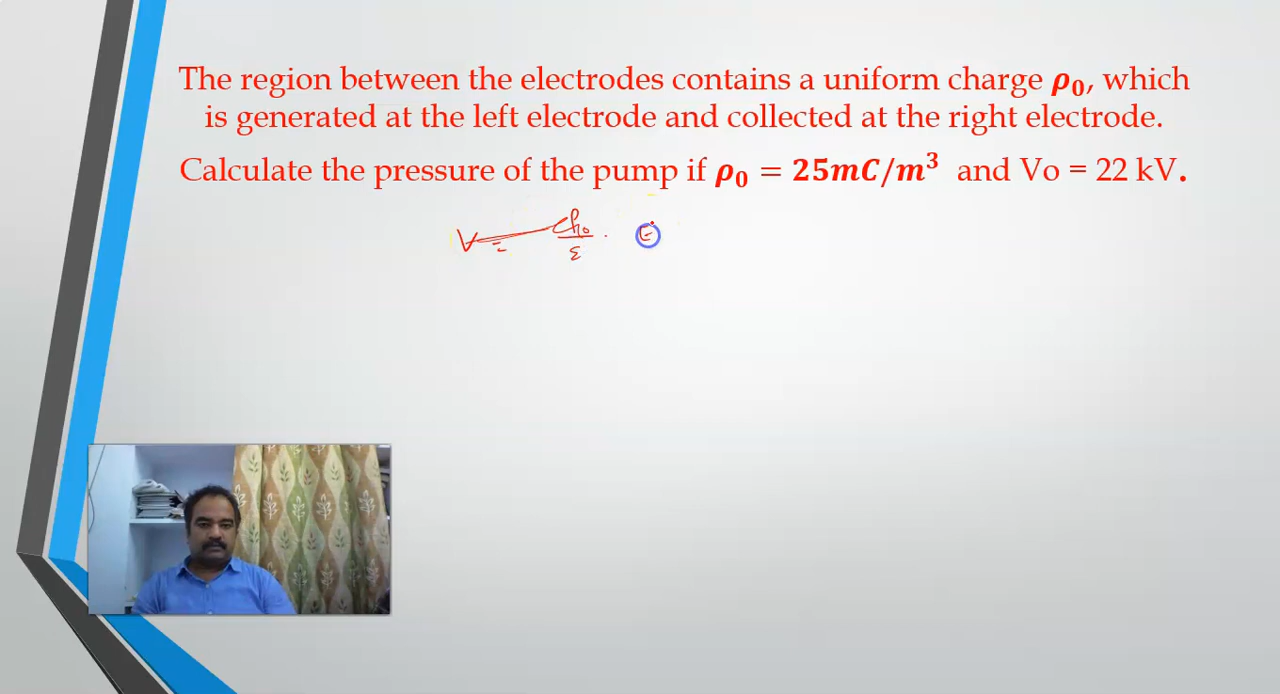 The region between the electrodes contains a uniform charge ρ₀, which
is generated at the left electrode and collected at the right electrode.
Calculate the pressure of the pump if ρ₀ = 25mC/m³ and Vo = 22 kV.